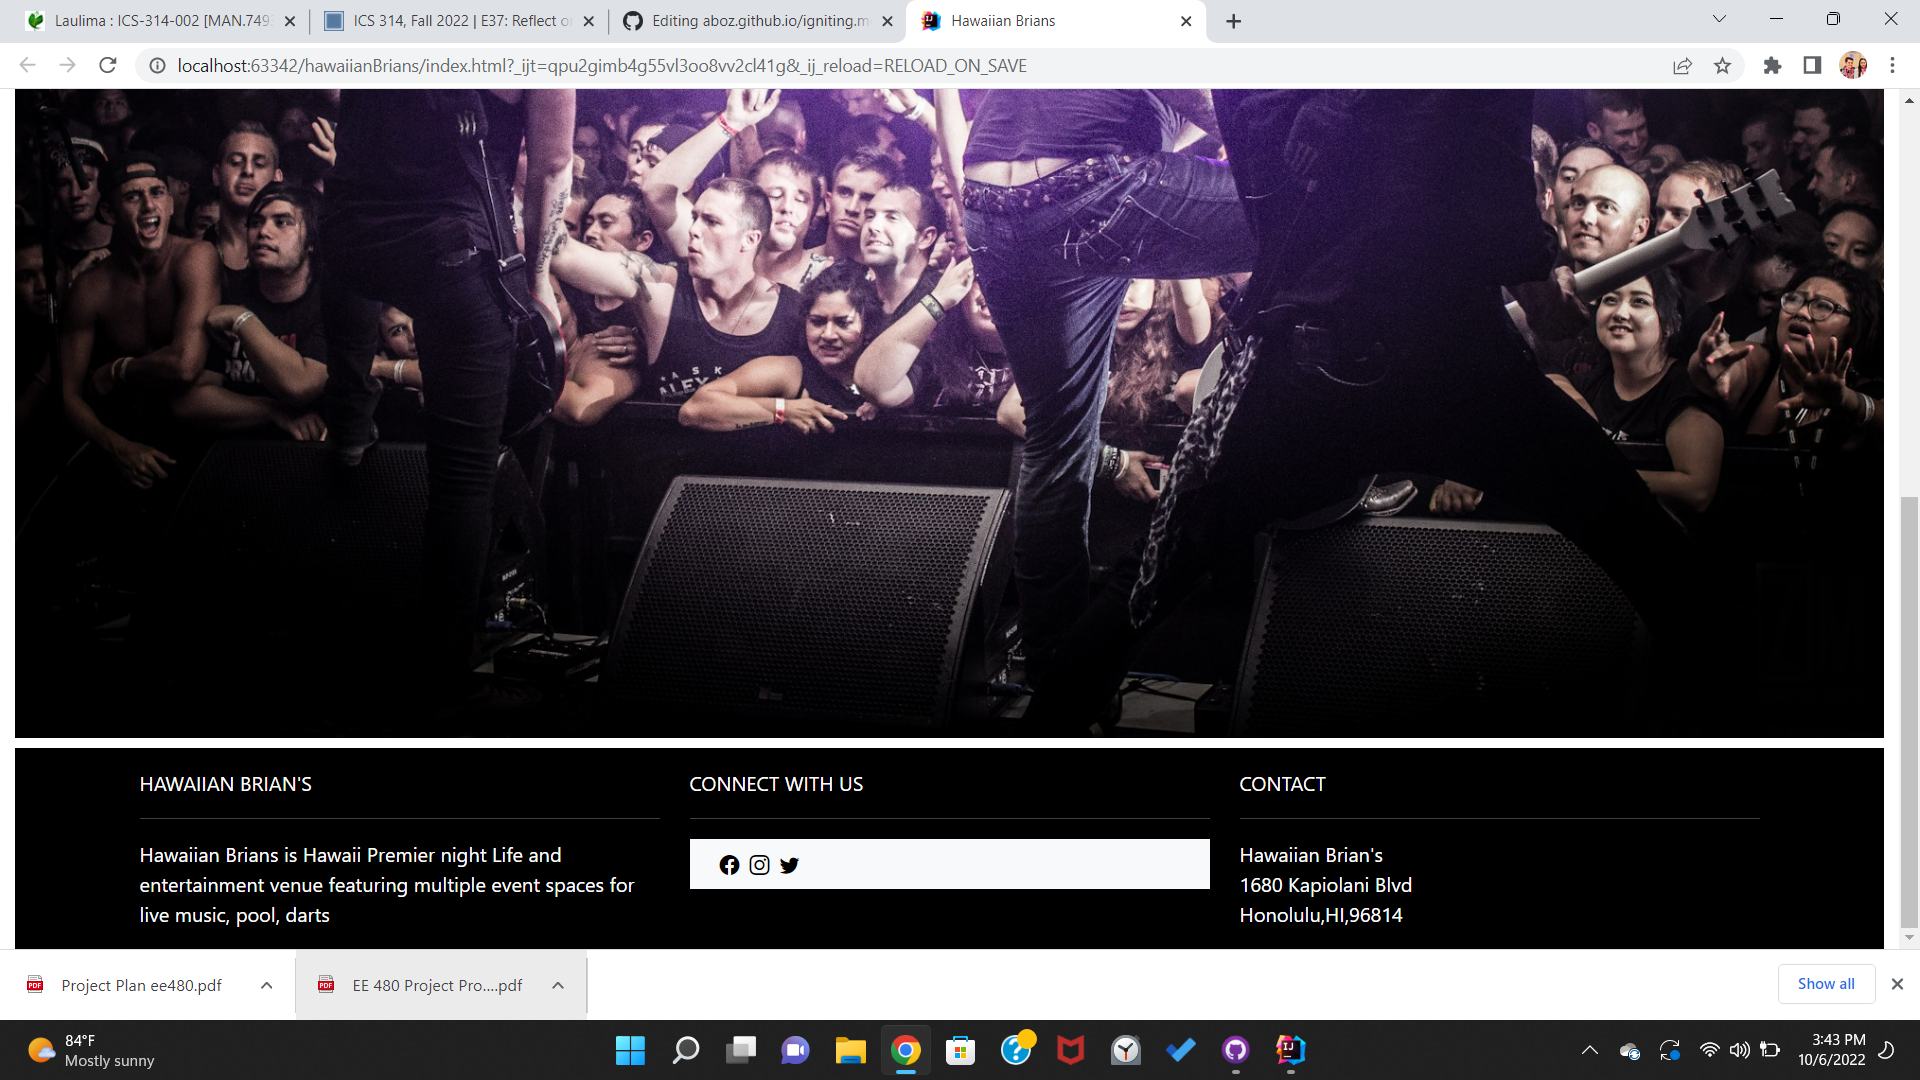 Laulima : ICS-314-002 [MAN.749
ICS 314, Fall 2022 | E37: Reflect o
Editing aboz.github.io/igniting.m
Hawaiian Brians
localhost:63342/hawaiianBrians/index.html?_ijt=qpu2gimb4g55vl3oo8vv2cl41g&_ij_reload=RELOAD_ON_SAVE
ASK
ALEX
HAWAIIAN BRIAN'S
CONNECT WITH US
CONTACT
Hawaiian Brians is Hawaii Premier night Life and
entertainment venue featuring multiple event spaces for
live music, pool, darts
Hawaiian Brian's
1680 Kapiolani Blvd
Honolulu,HI,96814
Project Plan ee480.pdf
EE 480 Project Pro....pdf
Show all
84°F
Mostly sunny
3:43 PM
10/6/2022